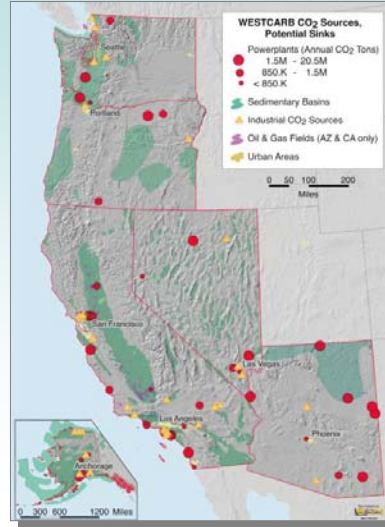 WESTCARB CO2 Sources,
Potential Sinks
Powerplants (Annual CO2 Tons)
1.5M - 20.5M
850.K - 1.5M
< 850.K
Sedimentary Basins
Industrial CO2 Sources
Oil & Gas Fields (AZ & CA only)
Urban Areas
0 50 100 200
Miles
Seattle
Portland
San Francisco
Las Vegas
Los Angeles
Phoenix
Anchorage
0 300 600 1200 Miles